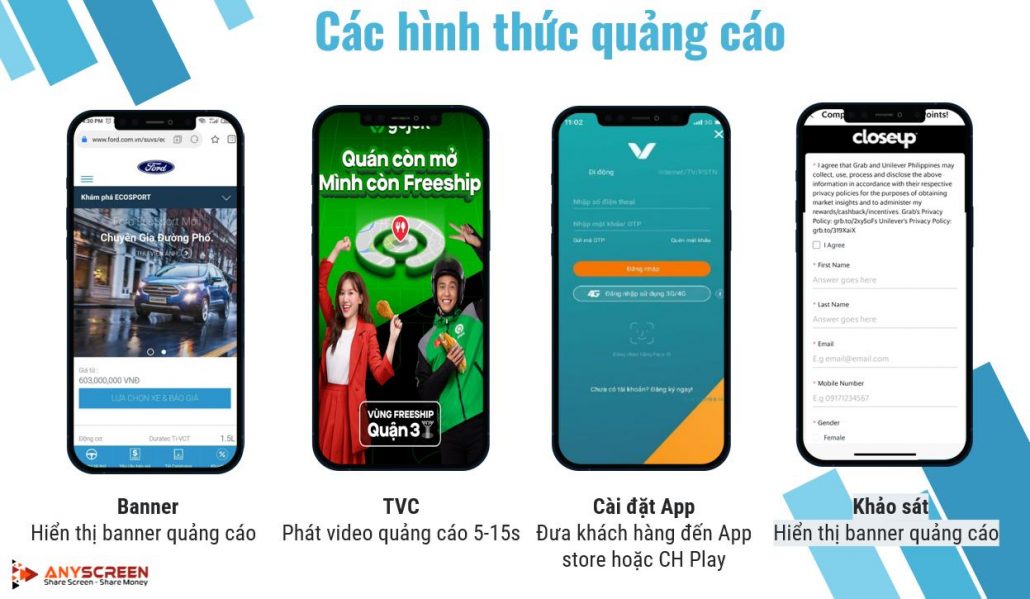 Các hình thức quảng cáo
:30 PM
www.ford.com.vn/suvs/ec
Ford
Khám phá ECOSPORT
Ford EcoSport Mới
Chuyên Gia Đường Phố.
Giá từ :
603,000,000 VNĐ
LỰA CHỌN XE & BÁO GIÁ
Động cơ
Duratec Ti-VCT
1.5L
gojek
Quán còn mở
Mình còn Freeship
VÙNG FREESHIP
Quận 3
11:02
5G
Di động
Internet/TV/PSTN
Nhập số điện thoại
Nhập mật khẩu/ OTP
Gửi mã OTP
Quên mật khẩu
Đăng nhập
4G Đăng nhập sử dụng 3G/4G
Đăng nhập bằng Face ID
Chưa có tài khoản? Đăng ký ngay!
Comp
oints!
closeup
* I agree that Grab and Unilever Philippines may
collect, use, process and disclose the above
information in accordance with their respective
privacy policies for the purposes of obtaining
market insights and to administer my
rewards/cashback/incentives. Grab's Privacy
Policy: grb.to/2xy5oFs Unilever's Privacy Policy:
grb.to/3f9XaiX
I Agree
* First Name
Answer goes here
* Last Name
Answer goes here
* Email
E.g email@email.com
* Mobile Number
E.g 09171234567
* Gender
Female
Banner
Hiển thị banner quảng cáo
TVC
Phát video quảng cáo 5-15s
Cài đặt App
Đưa khách hàng đến App
store hoặc CH Play
Khảo sát
Hiển thị banner quảng cáo
ANYSCREEN
Share Screen - Share Money